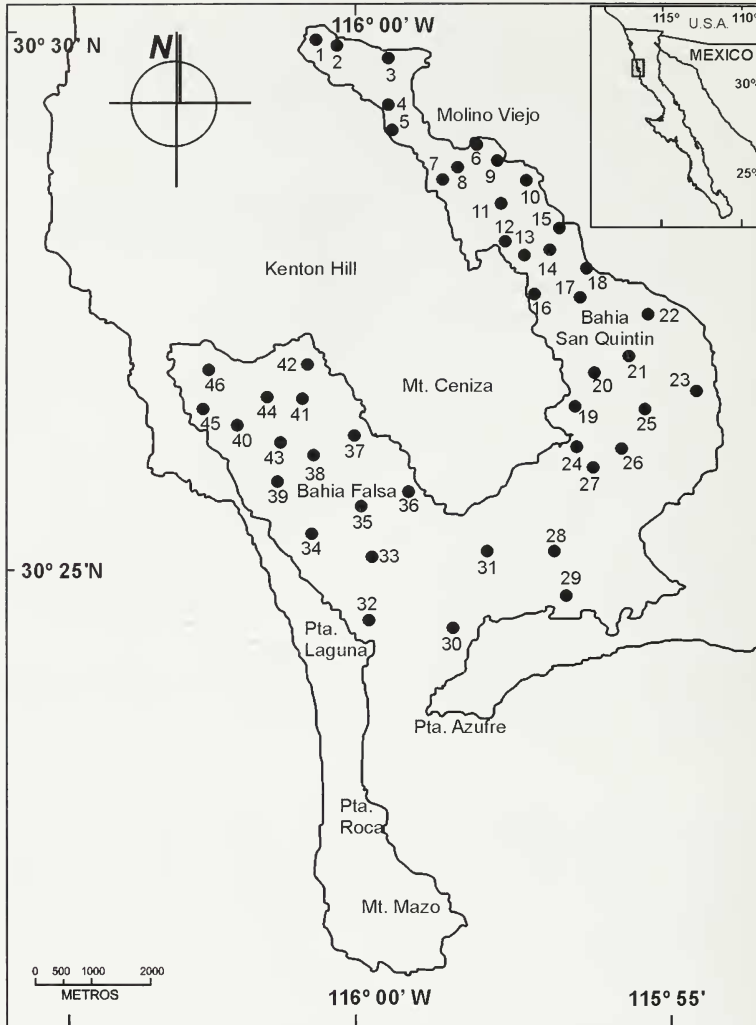 116° 00' W
30° 30' N
N
115°
110°
U.S.A.
MEXICO
30°
25°
1
2
3
4
5
Molino Viejo
6
7
8
9
10
11
12
13
14
15
16
17
18
Kenton Hill
Bahia
San Quintin
22
21
20
23
19
25
24
26
27
Mt. Ceniza
42
46
44
41
45
40
37
43
38
39
Bahia Falsa
36
35
34
33
31
28
29
30° 25'N
32
30
Pta.
Laguna
Pta. Azufre
Pta.
Roca
Mt. Mazo
0 500 1000 2000
METROS
116° 00' W
115° 55'